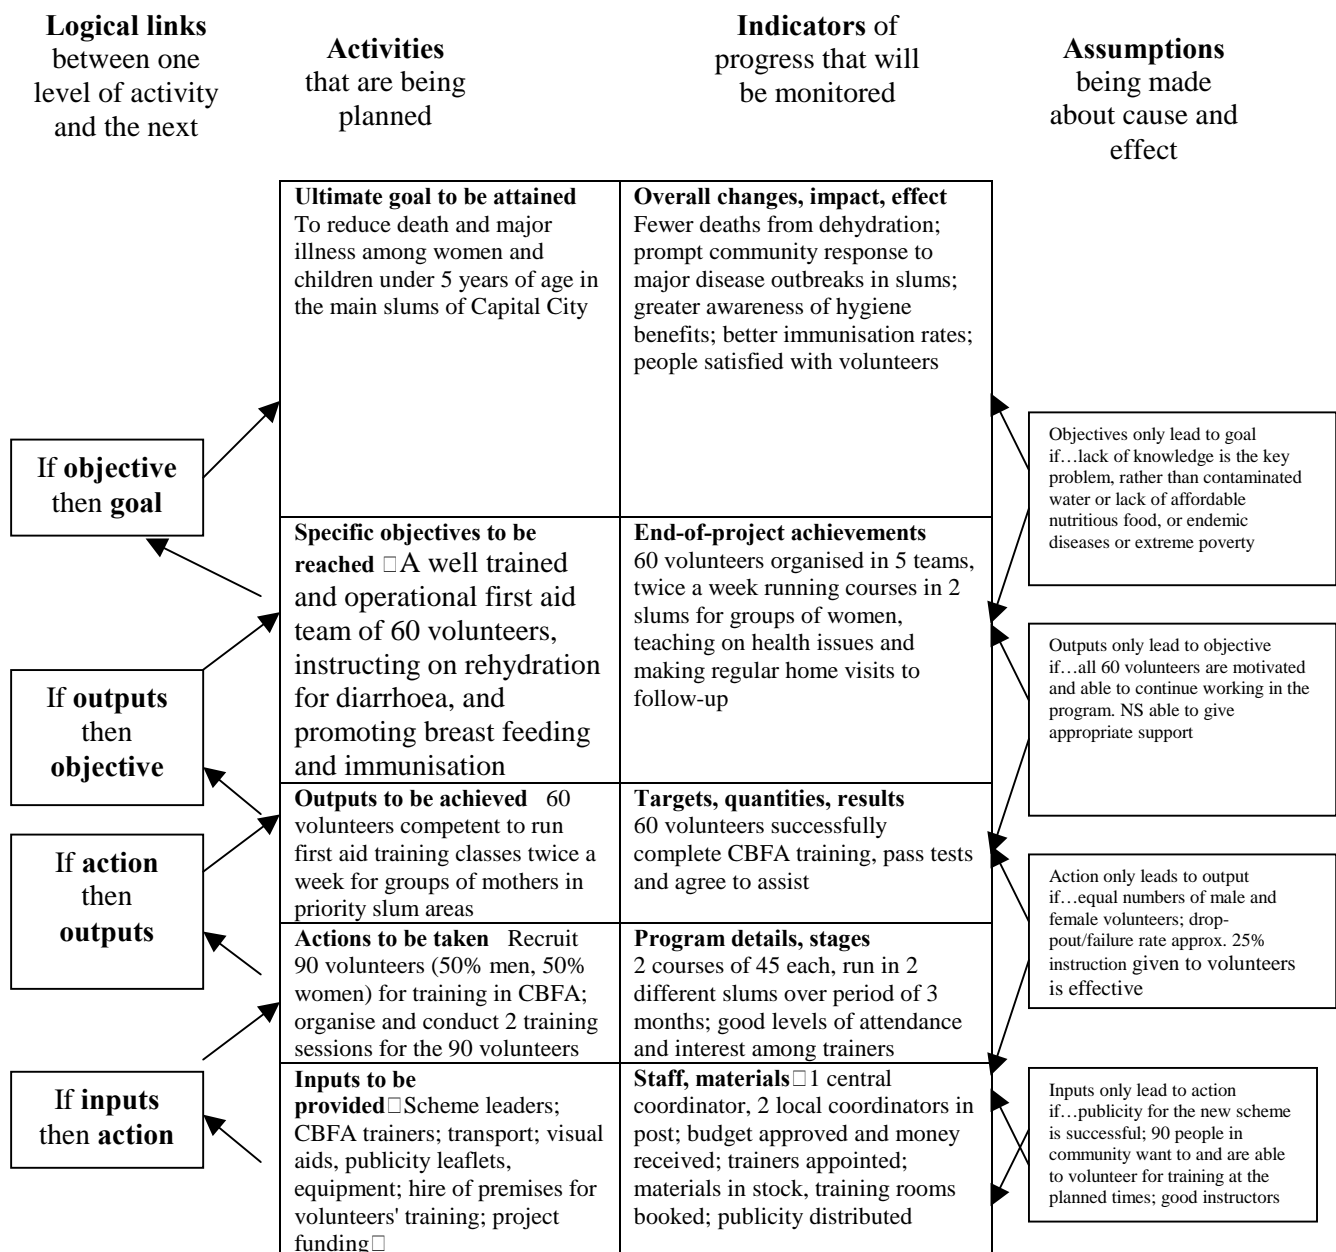 Logical links
between one
level of activity
and the next
Activities
that are being
planned
Indicators of
progress that will
be monitored
Assumptions
being made
about cause and
effect
Ultimate goal to be attained
To reduce death and major
illness among women and
children under 5 years of age in
the main slums of Capital City
Overall changes, impact, effect
Fewer deaths from dehydration;
prompt community response to
major disease outbreaks in slums;
greater awareness of hygiene
benefits; better immunisation rates;
people satisfied with volunteers
If objective
then goal
Objectives only lead to goal
if…lack of knowledge is the key
problem, rather than contaminated
water or lack of affordable
nutritious food, or endemic
diseases or extreme poverty
Specific objectives to be
reached □A well trained
and operational first aid
team of 60 volunteers,
instructing on rehydration
for diarrhoea, and
promoting breast feeding
and immunisation
End-of-project achievements
60 volunteers organised in 5 teams,
twice a week running courses in 2
slums for groups of women,
teaching on health issues and
making regular home visits to
follow-up
If outputs
then
objective
Outputs only lead to objective
if…all 60 volunteers are motivated
and able to continue working in the
program. NS able to give
appropriate support
Outputs to be achieved 60
volunteers competent to run
first aid training classes twice a
week for groups of mothers in
priority slum areas
Targets, quantities, results
60 volunteers successfully
complete CBFA training, pass tests
and agree to assist
If action
then
outputs
Action only leads to output
if…equal numbers of male and
female volunteers; drop-
pout/failure rate approx. 25%
instruction given to volunteers
is effective
Actions to be taken Recruit
90 volunteers (50% men, 50%
women) for training in CBFA;
organise and conduct 2 training
sessions for the 90 volunteers
Program details, stages
2 courses of 45 each, run in 2
different slums over period of 3
months; good levels of attendance
and interest among trainers
If inputs
then action
Inputs to be
provided□Scheme leaders;
CBFA trainers; transport; visual
aids, publicity leaflets,
equipment; hire of premises for
volunteers' training; project
funding□
Staff, materials□1 central
coordinator, 2 local coordinators in
post; budget approved and money
received; trainers appointed;
materials in stock, training rooms
booked; publicity distributed
Inputs only lead to action
if…publicity for the new scheme
is successful; 90 people in
community want to and are able
to volunteer for training at the
planned times; good instructors